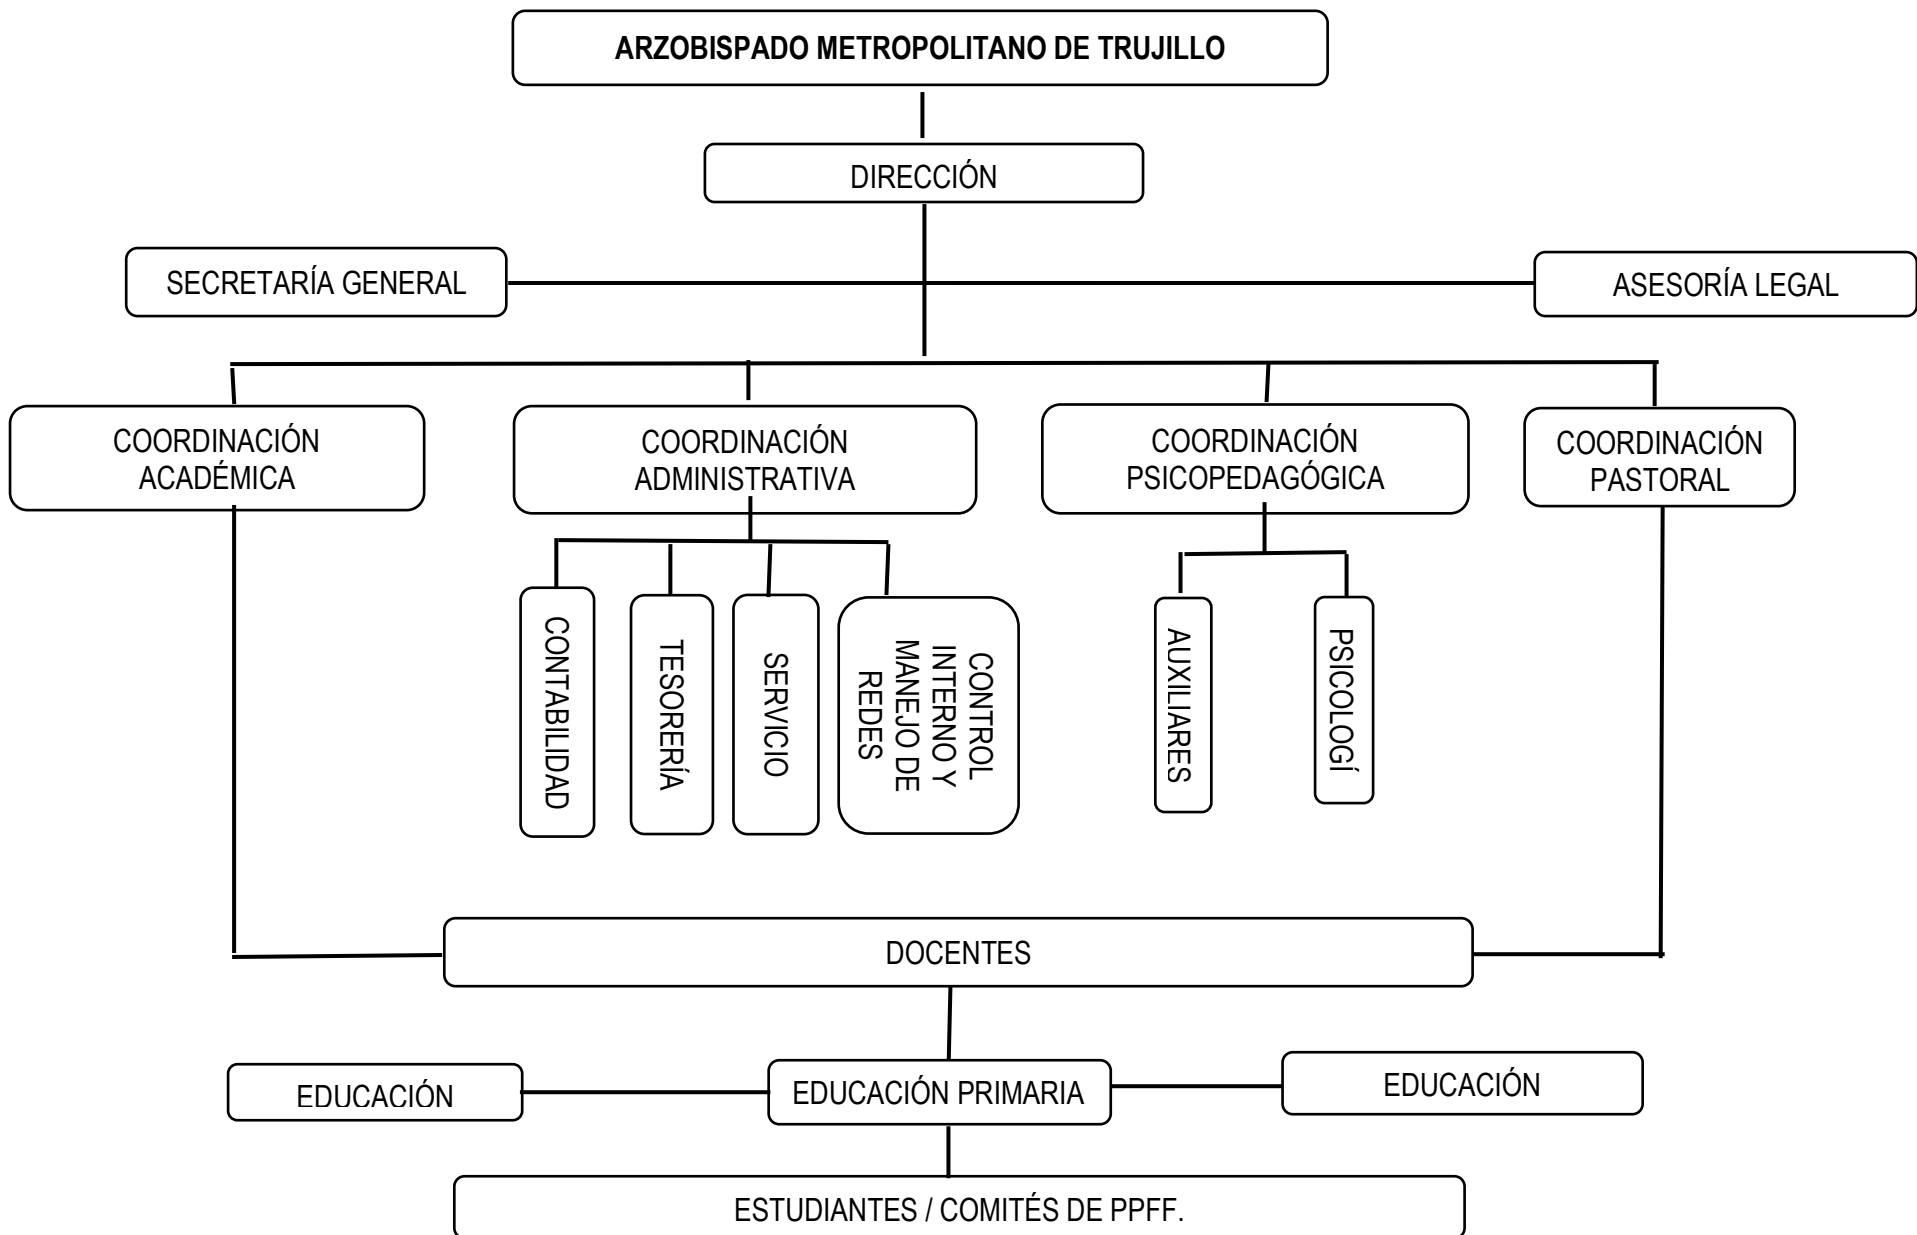 ARZOBISPADO METROPOLITANO DE TRUJILLO
DIRECCIÓN
SECRETARÍA GENERAL
ASESORÍA LEGAL
COORDINACIÓN
ACADÉMICA
COORDINACIÓN
ADMINISTRATIVA
COORDINACIÓN
PSICOPEDAGÓGICA
COORDINACIÓN
PASTORAL
CONTABILIDAD
TESORERÍA
SERVICIO
CONTROL
INTERNO Y
MANEJO DE
REDES
AUXILIARES
PSICOLOGÍ
DOCENTES
EDUCACIÓN
EDUCACIÓN PRIMARIA
EDUCACIÓN
ESTUDIANTES / COMITÉS DE PPFF.